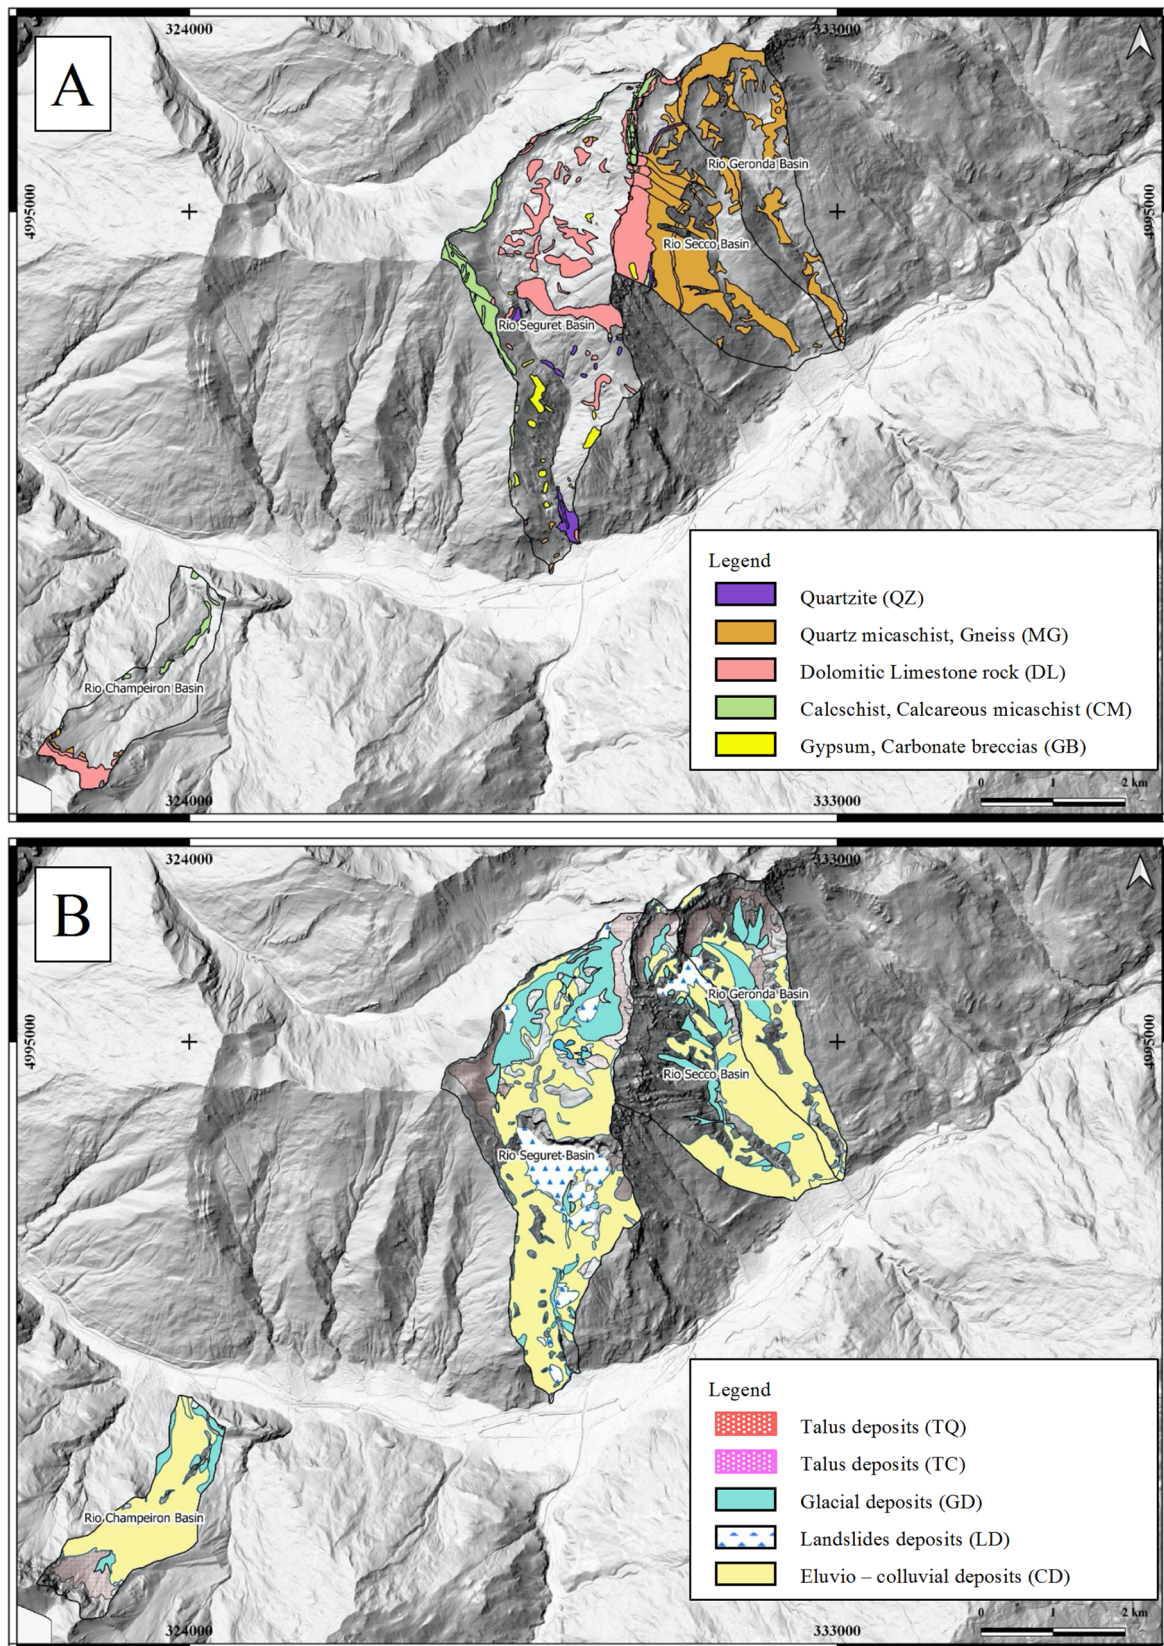 324000
333000
A
4995000
4995000
Rio Geronda Basin
Rio Secco Basin
Rio Seguret Basin
Rio Champeiron Basin
Legend
Quartzite (QZ)
Quartz micaschist, Gneiss (MG)
Dolomitic Limestone rock (DL)
Calcschist, Calcareous micaschist (CM)
Gypsum, Carbonate breccias (GB)
0 1 2 km
324000
333000
324000
333000
B
4995000
4995000
Rio Geronda Basin
Rio Secco Basin
Rio Seguret Basin
Rio Champeiron Basin
Legend
Talus deposits (TQ)
Talus deposits (TC)
Glacial deposits (GD)
Landslides deposits (LD)
Eluvio – colluvial deposits (CD)
0 1 2 km
324000
333000